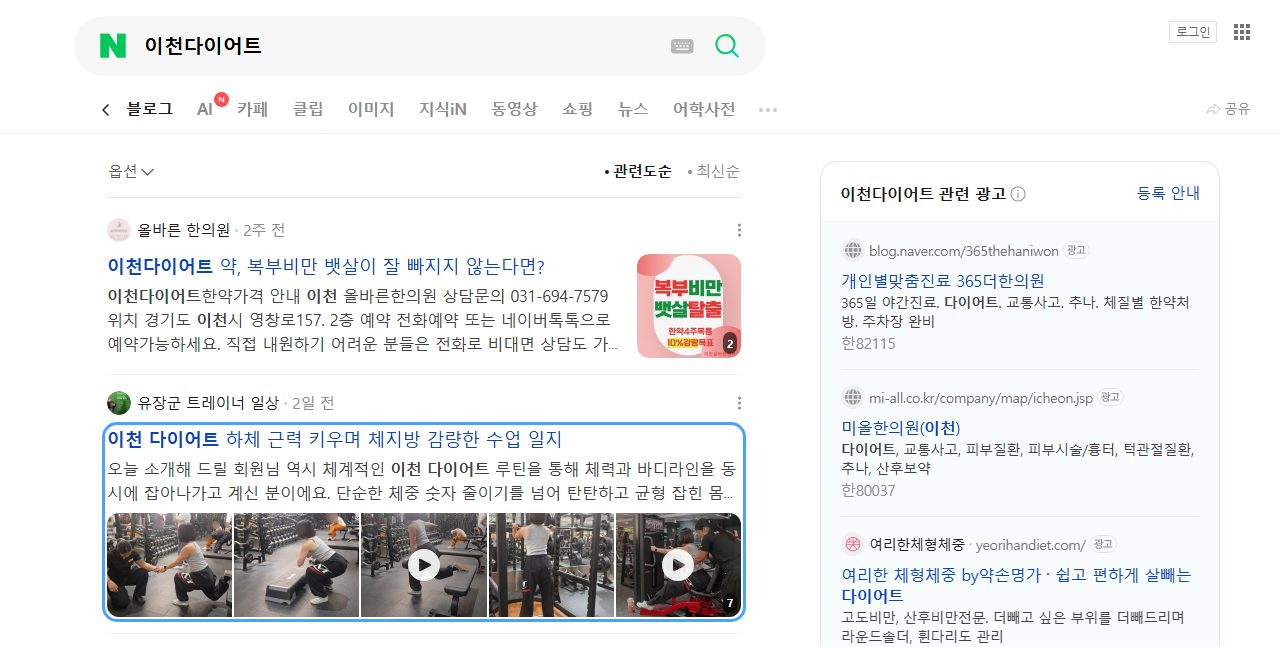 N 이천다이어트
로그인
블로그 AI N 카페 클립 이미지 지식iN 동영상 쇼핑 뉴스 어학사전
공유
옵션
• 관련도순 • 최신순
올바른 한의원 · 2주 전
이천다이어트 약, 복부비만 뱃살이 잘 빠지지 않는다면?
이천다이어트한약가격 안내 이천 올바른한의원 상담문의 031-694-7579
위치 경기도 이천시 영창로157. 2층 예약 전화예약 또는 네이버톡톡으로
예약가능하세요. 직접 내원하기 어려운 분들은 전화로 비대면 상담도 가...
복부비만
뱃살탈출
한약4주복용
10%감량목표
2
유장군 트레이너 일상 · 2일 전
이천 다이어트 하체 근력 키우며 체지방 감량한 수업 일지
오늘 소개해 드릴 회원님 역시 체계적인 이천 다이어트 루틴을 통해 체력과 바디라인을 동
시에 잡아나가고 계신 분이에요. 단순한 체중 숫자 줄이기를 넘어 탄탄하고 균형 잡힌 몸...
7
이천다이어트 관련 광고
등록 안내
blog.naver.com/365thehaniwon 광고
개인별맞춤진료 365더한의원
365일 야간진료. 다이어트. 교통사고. 추나. 체질별 한약처
방. 주차장 완비
한82115
mi-all.co.kr/company/map/icheon.jsp 광고
미올한의원(이천)
다이어트, 교통사고, 피부질환, 피부시술/흉터, 턱관절질환,
추나, 산후보약
한80037
여리한체형체중 · yeorihandiet.com/ 광고
여리한 체형체중 by약손명가 · 쉽고 편하게 살빼는
다이어트
고도비만, 산후비만전문. 더빼고 싶은 부위를 더빼드리며
라운드숄더, 휜다리도 관리